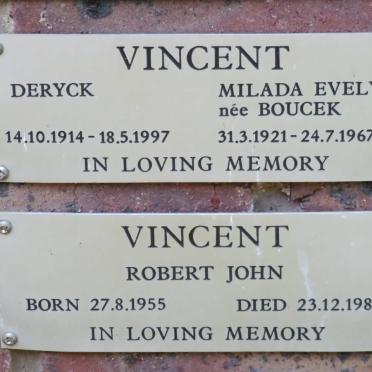 VINCENT
DERYCK MILADA EVELY
née BOUCEK
14.10.1914 - 18.5.1997 31.3.1921 - 24.7.1967
IN LOVING MEMORY
VINCENT
ROBERT JOHN
BORN 27.8.1955 DIED 23.12.198
IN LOVING MEMORY